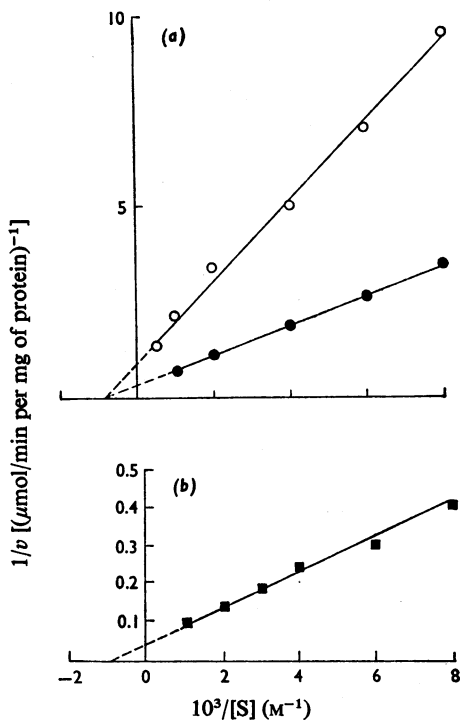 10
(a)
5
1/v [(μmol/min per mg of protein)⁻¹]
0.5
(b)
0.4
0.3
0.2
0.1
−2 0 2 4 6 8
10³/[S] (M⁻¹)